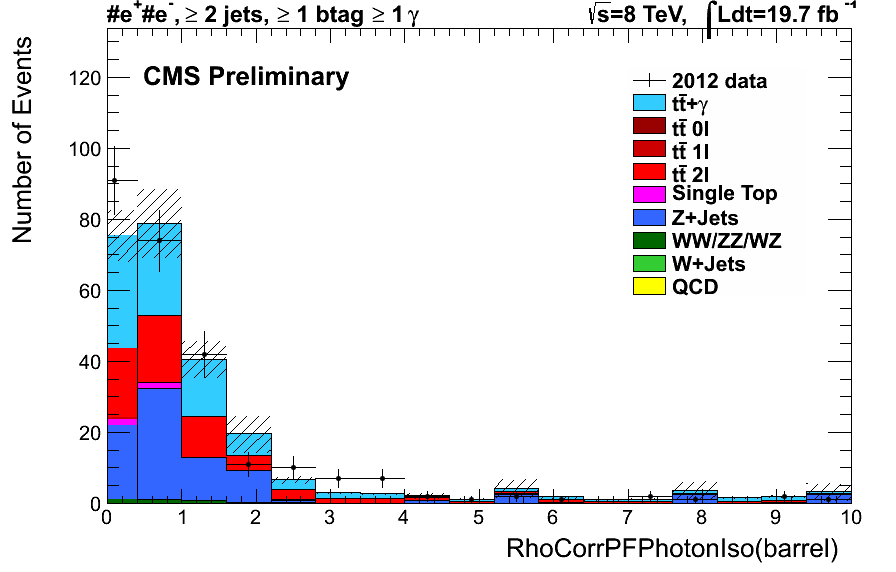 #e⁺#e⁻, ≥ 2 jets, ≥ 1 btag ≥ 1 γ
√s=8 TeV, ∫Ldt=19.7 fb⁻¹
CMS Preliminary
2012 data
tt̄+γ
tt̄ 0l
tt̄ 1l
tt̄ 2l
Single Top
Z+Jets
WW/ZZ/WZ
W+Jets
QCD
Number of Events
120
100
80
60
40
20
0
0 1 2 3 4 5 6 7 8 9 10
RhoCorrPFPhotonIso(barrel)